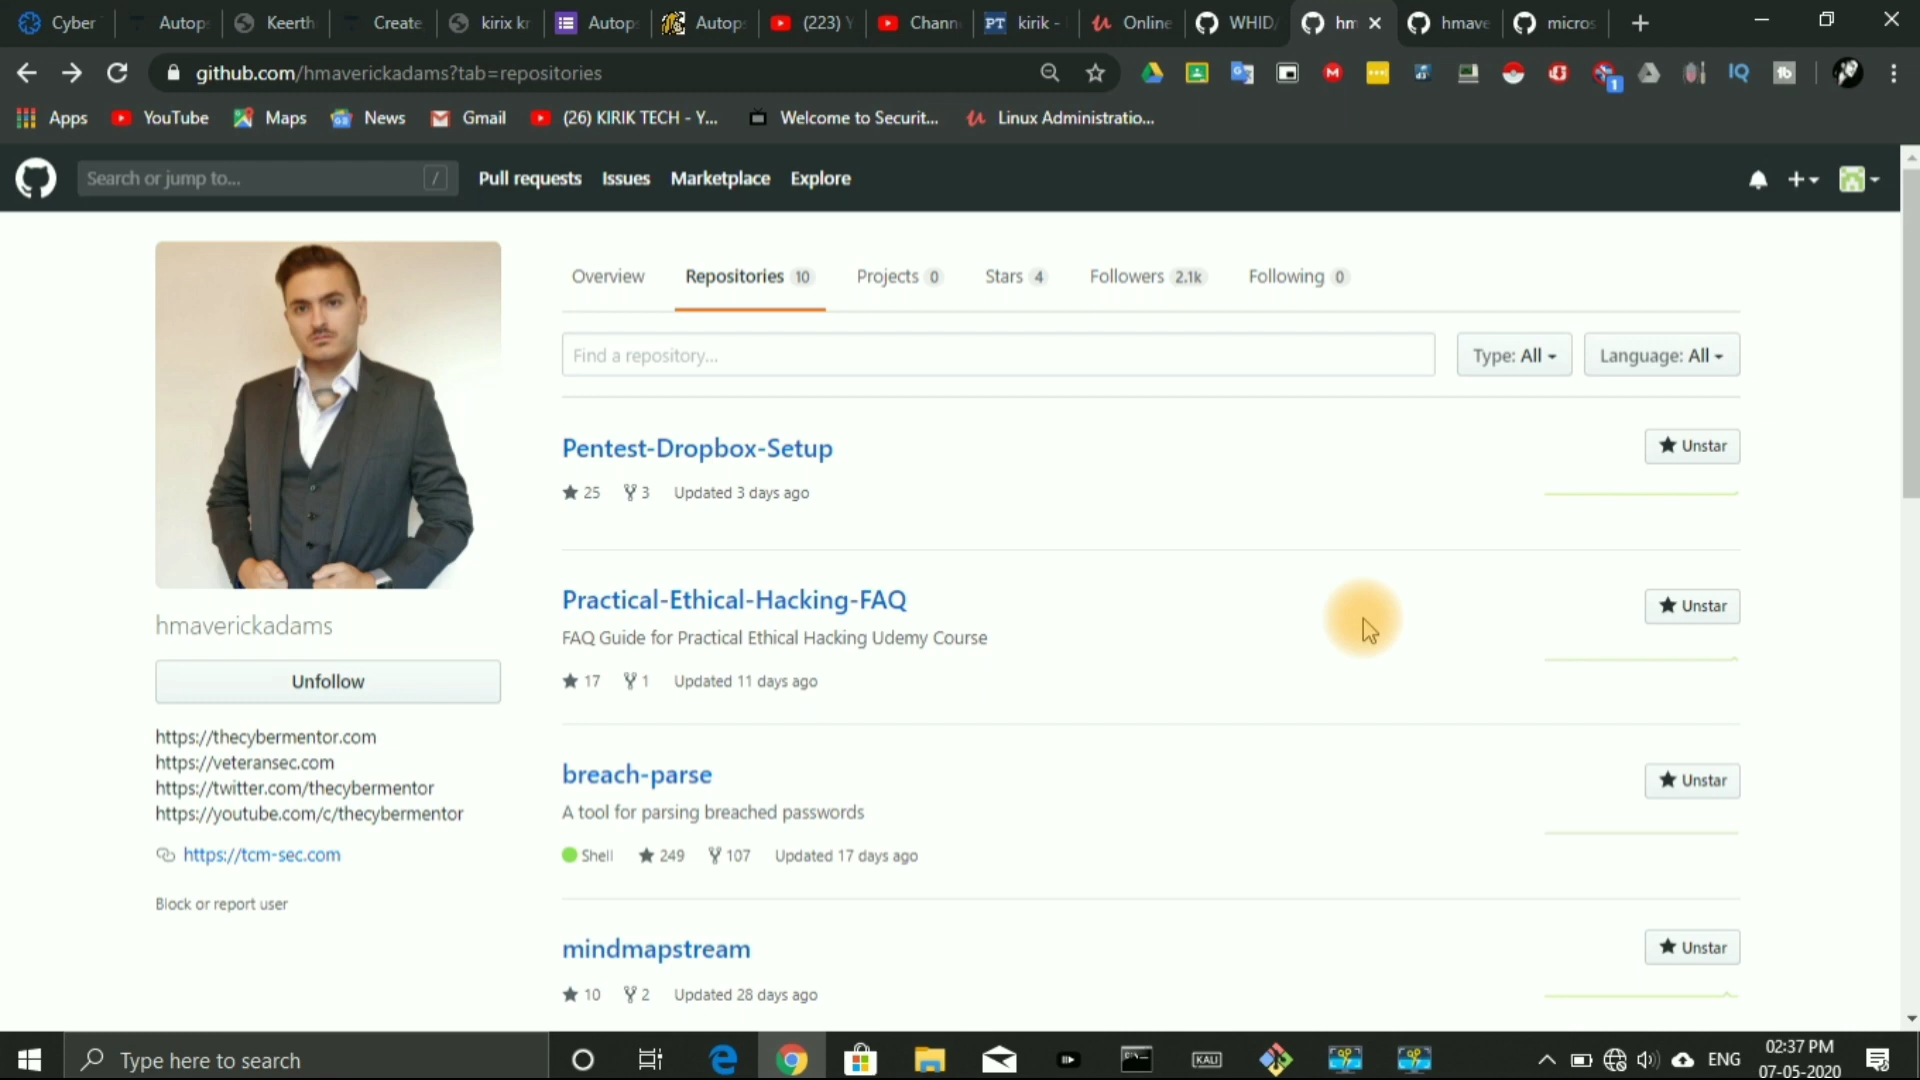 Cyber
Autop
Keerth
Create
kirix kr
Autop
Autop
(223) Y
Chann
PT kirik -
Online
WHID/
hm
hmave
micros
github.com/hmaverickadams?tab=repositories
1
Apps
YouTube
Maps
News
Gmail
(26) KIRIK TECH - Y...
Welcome to Securit...
Linux Administratio...
Search or jump to...
/
Pull requests
Issues
Marketplace
Explore
Overview
Repositories 10
Projects 0
Stars 4
Followers 2.1k
Following 0
Find a repository...
Type: All
Language: All
Pentest-Dropbox-Setup
Unstar
25 3 Updated 3 days ago
Practical-Ethical-Hacking-FAQ
Unstar
FAQ Guide for Practical Ethical Hacking Udemy Course
17 1 Updated 11 days ago
breach-parse
Unstar
A tool for parsing breached passwords
Shell 249 107 Updated 17 days ago
mindmapstream
Unstar
10 2 Updated 28 days ago
hmaverickadams
Unfollow
https://thecybermentor.com
https://veteransec.com
https://twitter.com/thecybermentor
https://youtube.com/c/thecybermentor
https://tcm-sec.com
Block or report user
Type here to search
KALI
ENG
02:37 PM
07-05-2020